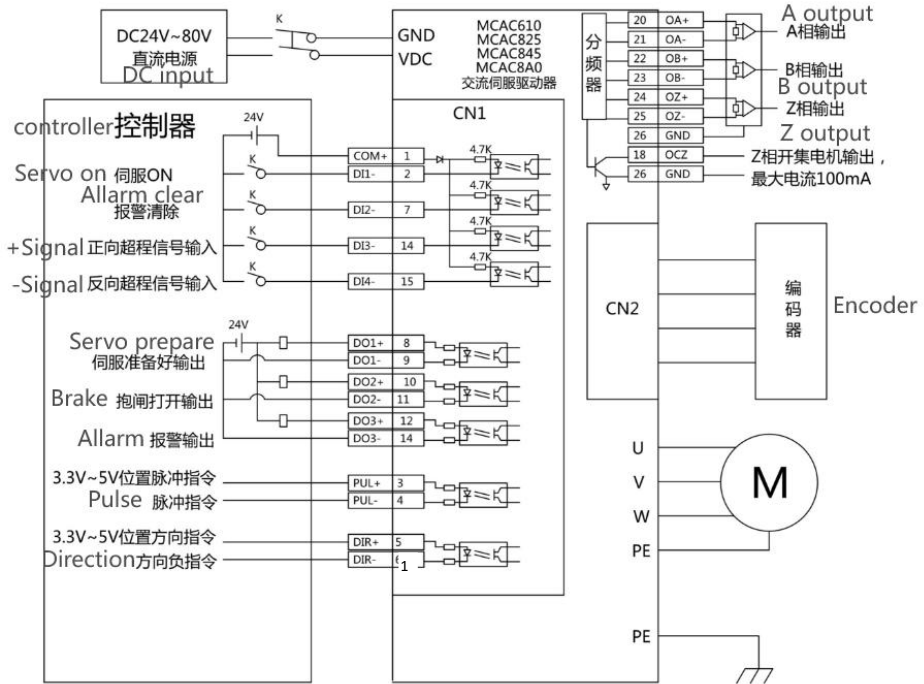 DC24V~80V
直流电源
DC input
K
GND
VDC
MCAC610
MCAC825
MCAC845
MCAC8A0
交流伺服驱动器
分频器
20 OA+
21 OA-
22 OB+
23 OB-
24 OZ+
25 OZ-
26 GND
18 OCZ
26 GND
A output
A相输出
B相输出
B output
Z相输出
Z output
Z相开集电机输出，
最大电流100mA
controller控制器
24V
CN1
COM+ 1
4.7K
Servo on 伺服ON
K
DI1- 2
Allarm clear
报警清除
K
DI2- 7
4.7K
+Signal 正向超程信号输入
K
DI3- 14
4.7K
-Signal 反向超程信号输入
K
DI4- 15
4.7K
CN2
编码器
Encoder
24V
Servo prepare
伺服准备好输出
DO1+ 8
DO1- 9
Brake 抱闸打开输出
DO2+ 10
DO2- 11
Allarm 报警输出
DO3+ 12
DO3- 14
3.3V~5V位置脉冲指令
Pulse 脉冲指令
PUL+ 3
PUL- 4
3.3V~5V位置方向指令
Direction方向负指令
DIR+ 5
DIR- 1
U
V
W
PE
M
PE